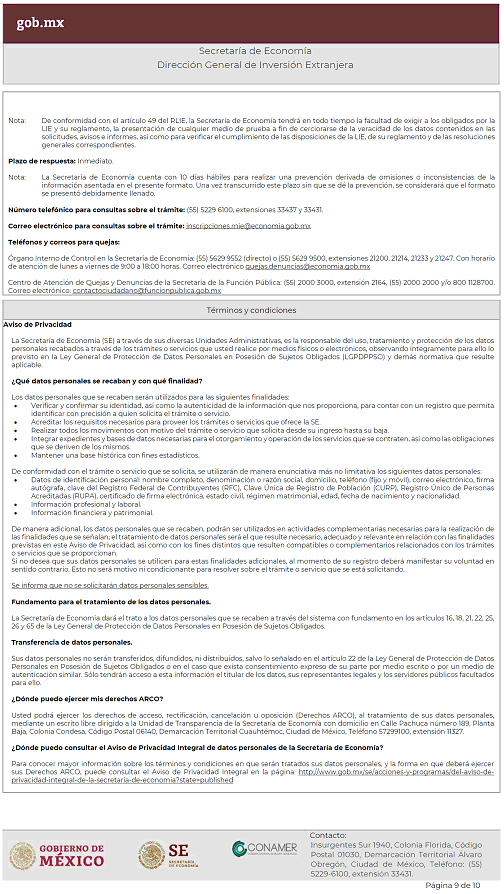 gob.mx
Secretaría de Economía
Dirección General de Inversión Extranjera
Nota: De conformidad con el artículo 49 del RLIE, la Secretaría de Economía tendrá en todo tiempo la facultad de exigir a los obligados por la
LIE y su reglamento, la presentación de cualquier medio de prueba a fin de cerciorarse de la veracidad de los datos contenidos en las
solicitudes, avisos e informes, así como para verificar el cumplimiento de las disposiciones de la LIE, de su reglamento y de las resoluciones
generales correspondientes.
Plazo de respuesta: Inmediato.
Nota: La Secretaría de Economía cuenta con 10 días hábiles para realizar una prevención derivada de omisiones o inconsistencias de la
información asentada en el presente formato. Una vez transcurrido este plazo sin que se dé la prevención, se considerará que el formato
se presentó debidamente llenado.
Número telefónico para consultas sobre el trámite: (55) 5229 6100, extensiones 33437 y 33431.
Correo electrónico para consultas sobre el trámite: inscripciones.rnie@economia.gob.mx
Teléfonos y correos para quejas:
Órgano Interno de Control en la Secretaría de Economía: (55) 5629 9552 (directo) o (55) 5629 9500, extensiones 21200, 21214, 21233 y 21247. Con horario
de atención de lunes a viernes de 9:00 a 18:00 horas. Correo electrónico quejas.denuncias@economia.gob.mx
Centro de Atención de Quejas y Denuncias de la Secretaría de la Función Pública: (55) 2000 3000, extensión 2164, (55) 2000 2000 y/o 800 1128700.
Correo electrónico: contactociudadano@funcionpublica.gob.mx
Términos y condiciones
Aviso de Privacidad
La Secretaría de Economía (SE) a través de sus diversas Unidades Administrativas, es la responsable del uso, tratamiento y protección de los datos
personales recabados a través de los trámites o servicios que usted realice por medios físicos o electrónicos, observando íntegramente para ello lo
previsto en la Ley General de Protección de Datos Personales en Posesión de Sujetos Obligados (LGPDPPSO) y demás normativa que resulte
aplicable.
¿Qué datos personales se recaban y con qué finalidad?
Los datos personales que se recaben serán utilizados para las siguientes finalidades:
• Verificar y confirmar su identidad, así como la autenticidad de la información que nos proporciona, para contar con un registro que permita
identificar con precisión a quien solicita el trámite o servicio.
• Acreditar los requisitos necesarios para proveer los trámites o servicios que ofrece la SE.
• Realizar todos los movimientos con motivo del trámite o servicio que solicita desde su ingreso hasta su baja.
• Integrar expedientes y bases de datos necesarias para el otorgamiento y operación de los servicios que se contraten, así como las obligaciones
que se deriven de los mismos.
• Mantener una base histórica con fines estadísticos.
De conformidad con el trámite o servicio que se solicita, se utilizarán de manera enunciativa más no limitativa los siguientes datos personales:
• Datos de identificación personal: nombre completo, denominación o razón social, domicilio, teléfono (fijo y móvil), correo electrónico, firma
autógrafa, clave del Registro Federal de Contribuyentes (RFC), Clave Única de Registro de Población (CURP), Registro Único de Personas
Acreditadas (RUPA), certificado de firma electrónica, estado civil, régimen matrimonial, edad, fecha de nacimiento y nacionalidad.
• Información profesional y laboral.
• Información financiera y patrimonial.
De manera adicional, los datos personales que se recaben, podrán ser utilizados en actividades complementarias necesarias para la realización de
las finalidades que se señalan; el tratamiento de datos personales será el que resulte necesario, adecuado y relevante en relación con las finalidades
previstas en este Aviso de Privacidad, así como con los fines distintos que resulten compatibles o complementarios relacionados con los trámites
o servicios que se proporcionan.
Si no desea que sus datos personales se utilicen para estas finalidades adicionales, al momento de su registro deberá manifestar su voluntad en
sentido contrario. Esto no será motivo ni condicionante para resolver sobre el trámite o servicio que se está solicitando.
Se informa que no se solicitarán datos personales sensibles.
Fundamento para el tratamiento de los datos personales.
La Secretaría de Economía dará el trato a los datos personales que se recaben a través del sistema con fundamento en los artículos 16, 18, 21, 22, 25,
26 y 65 de la Ley General de Protección de Datos Personales en Posesión de Sujetos Obligados.
Transferencia de datos personales.
Sus datos personales no serán transferidos, difundidos, ni distribuidos, salvo lo señalado en el artículo 22 de la Ley General de Protección de Datos
Personales en Posesión de Sujetos Obligados o en el caso que exista consentimiento expreso de su parte por medio escrito o por un medio de
autenticación similar. Sólo tendrán acceso a esta información el titular de los datos, sus representantes legales y los servidores públicos facultados
para ello.
¿Dónde puedo ejercer mis derechos ARCO?
Usted podrá ejercer los derechos de acceso, rectificación, cancelación u oposición (Derechos ARCO), al tratamiento de sus datos personales,
mediante un escrito libre dirigido a la Unidad de Transparencia de la Secretaría de Economía con domicilio en Calle Pachuca número 189, Planta
Baja, Colonia Condesa, Código Postal 06140, Demarcación Territorial Cuauhtémoc, Ciudad de México, Teléfono 57299100, extensión 11327.
¿Dónde puedo consultar el Aviso de Privacidad Integral de datos personales de la Secretaría de Economía?
Para conocer mayor información sobre los términos y condiciones en que serán tratados sus datos personales, y la forma en que deberá ejercer
sus Derechos ARCO, puede consultar el Aviso de Privacidad Integral en la página: http://www.gob.mx/se/acciones-y-programas/del-aviso-de-
privacidad-integral-de-la-secretaria-de-economia?state=published
GOBIERNO DE
MÉXICO
SE
SECRETARÍA
DE ECONOMÍA
CONAMER
Contacto:
Insurgentes Sur 1940, Colonia Florida, Código
Postal 01030, Demarcación Territorial Álvaro
Obregón, Ciudad de México, Teléfono: (55)
5229-6100, extensión 33431.
Página 9 de 10